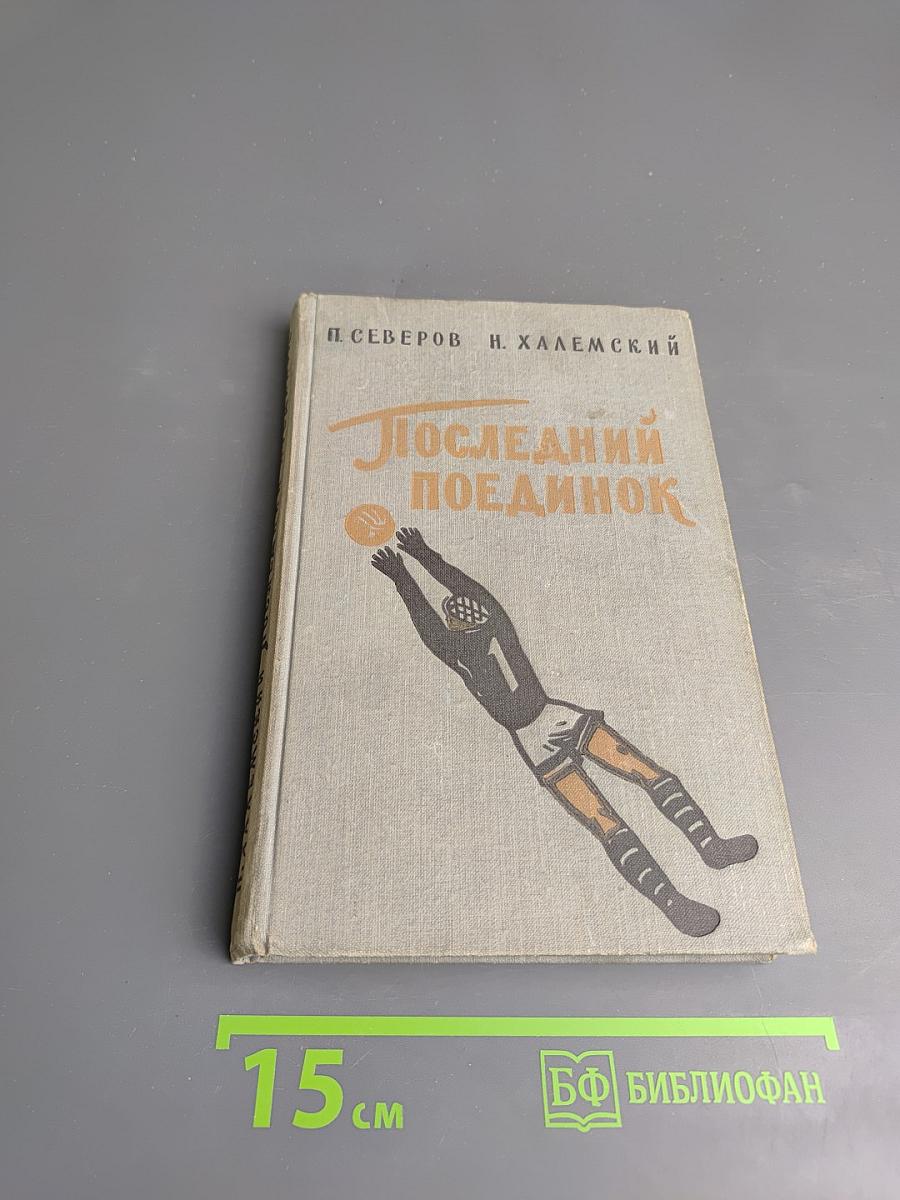 П. СЕВЕРОВ Н. ХАЛЕМСКИЙ
ПОСЛЕДНИЙ
ПОЕДИНОК
1
15 СМ
БФ БИБЛИОФАН